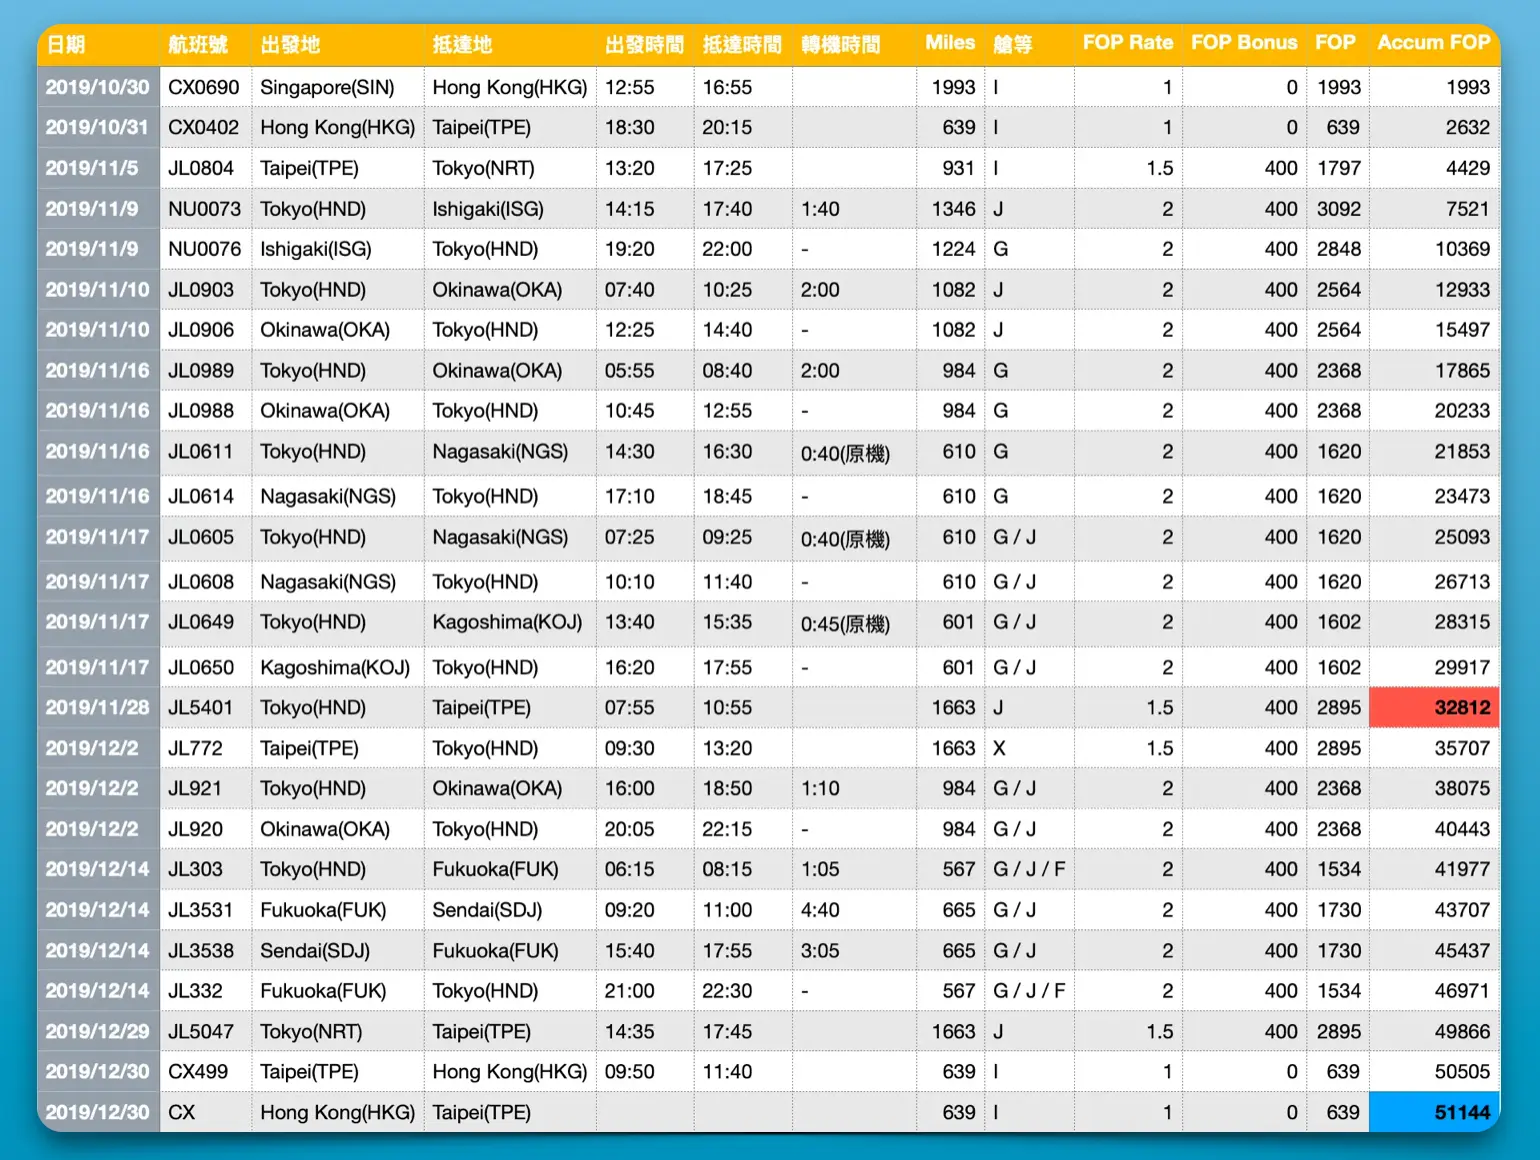 日期 航班號 出發地 抵達地 出發時間 抵達時間 轉機時間 Miles 艙等 FOP Rate FOP Bonus FOP Accum FOP
2019/10/30 CX0690 Singapore(SIN) Hong Kong(HKG) 12:55 16:55 1993 I 1 0 1993 1993
2019/10/31 CX0402 Hong Kong(HKG) Taipei(TPE) 18:30 20:15 639 I 1 0 639 2632
2019/11/5 JL0804 Taipei(TPE) Tokyo(NRT) 13:20 17:25 931 I 1.5 400 1797 4429
2019/11/9 NU0073 Tokyo(HND) Ishigaki(ISG) 14:15 17:40 1:40 1346 J 2 400 3092 7521
2019/11/9 NU0076 Ishigaki(ISG) Tokyo(HND) 19:20 22:00 - 1224 G 2 400 2848 10369
2019/11/10 JL0903 Tokyo(HND) Okinawa(OKA) 07:40 10:25 2:00 1082 J 2 400 2564 12933
2019/11/10 JL0906 Okinawa(OKA) Tokyo(HND) 12:25 14:40 - 1082 J 2 400 2564 15497
2019/11/16 JL0989 Tokyo(HND) Okinawa(OKA) 05:55 08:40 2:00 984 G 2 400 2368 17865
2019/11/16 JL0988 Okinawa(OKA) Tokyo(HND) 10:45 12:55 - 984 G 2 400 2368 20233
2019/11/16 JL0611 Tokyo(HND) Nagasaki(NGS) 14:30 16:30 0:40(原機) 610 G 2 400 1620 21853
2019/11/16 JL0614 Nagasaki(NGS) Tokyo(HND) 17:10 18:45 - 610 G 2 400 1620 23473
2019/11/17 JL0605 Tokyo(HND) Nagasaki(NGS) 07:25 09:25 0:40(原機) 610 G / J 2 400 1620 25093
2019/11/17 JL0608 Nagasaki(NGS) Tokyo(HND) 10:10 11:40 - 610 G / J 2 400 1620 26713
2019/11/17 JL0649 Tokyo(HND) Kagoshima(KOJ) 13:40 15:35 0:45(原機) 601 G / J 2 400 1602 28315
2019/11/17 JL0650 Kagoshima(KOJ) Tokyo(HND) 16:20 17:55 - 601 G / J 2 400 1602 29917
2019/11/28 JL5401 Tokyo(HND) Taipei(TPE) 07:55 10:55 1663 J 1.5 400 2895 32812
2019/12/2 JL772 Taipei(TPE) Tokyo(HND) 09:30 13:20 1663 X 1.5 400 2895 35707
2019/12/2 JL921 Tokyo(HND) Okinawa(OKA) 16:00 18:50 1:10 984 G / J 2 400 2368 38075
2019/12/2 JL920 Okinawa(OKA) Tokyo(HND) 20:05 22:15 - 984 G / J 2 400 2368 40443
2019/12/14 JL303 Tokyo(HND) Fukuoka(FUK) 06:15 08:15 1:05 567 G / J / F 2 400 1534 41977
2019/12/14 JL3531 Fukuoka(FUK) Sendai(SDJ) 09:20 11:00 4:40 665 G / J 2 400 1730 43707
2019/12/14 JL3538 Sendai(SDJ) Fukuoka(FUK) 15:40 17:55 3:05 665 G / J 2 400 1730 45437
2019/12/14 JL332 Fukuoka(FUK) Tokyo(HND) 21:00 22:30 - 567 G / J / F 2 400 1534 46971
2019/12/29 JL5047 Tokyo(NRT) Taipei(TPE) 14:35 17:45 1663 J 1.5 400 2895 49866
2019/12/30 CX499 Taipei(TPE) Hong Kong(HKG) 09:50 11:40 639 I 1 0 639 50505
2019/12/30 CX Hong Kong(HKG) Taipei(TPE) 639 I 1 0 639 51144